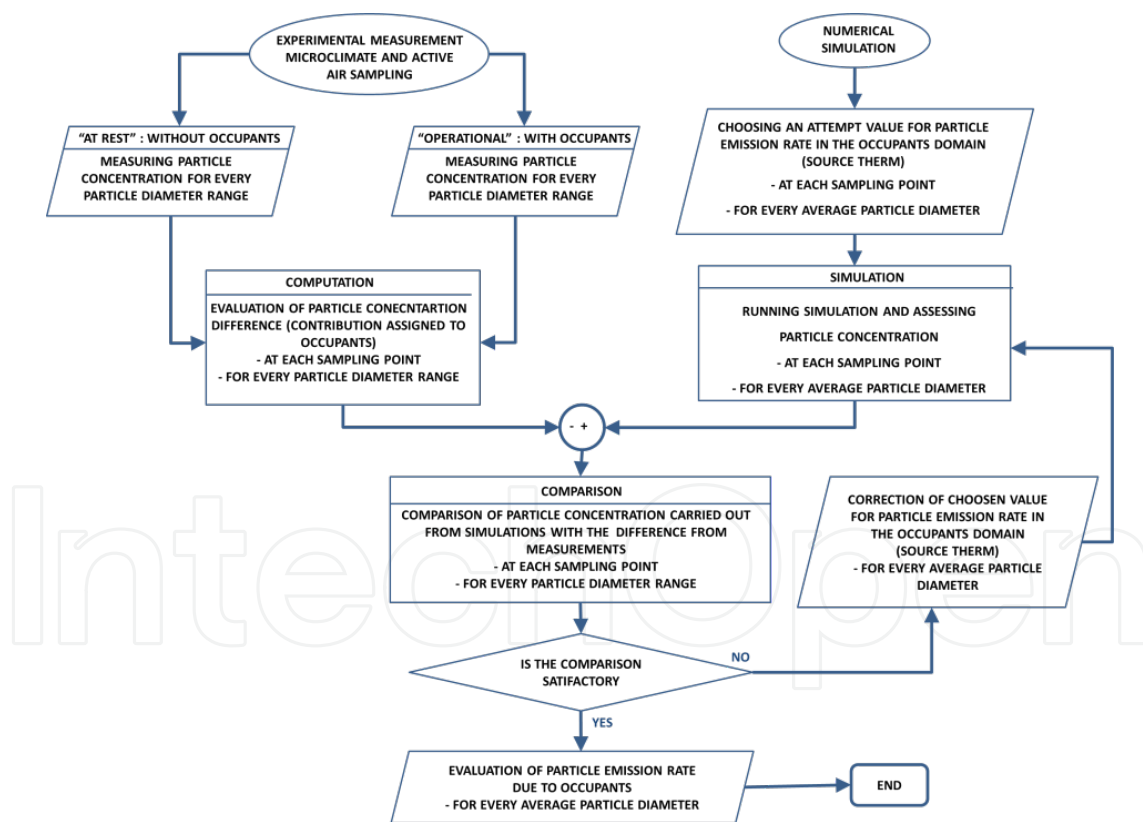 EXPERIMENTAL MEASUREMENT
MICROCLIMATE AND ACTIVE
AIR SAMPLING
NUMERICAL
SIMULATION
“AT REST” : WITHOUT OCCUPANTS
MEASURING PARTICLE
CONCENTRATION FOR EVERY
PARTICLE DIAMETER RANGE
“OPERATIONAL” : WITH OCCUPANTS
MEASURING PARTICLE
CONCENTRATION FOR EVERY
PARTICLE DIAMETER RANGE
CHOOSING AN ATTEMPT VALUE FOR PARTICLE
EMISSION RATE IN THE OCCUPANTS DOMAIN
(SOURCE THERM)
- AT EACH SAMPLING POINT
- FOR EVERY AVERAGE PARTICLE DIAMETER
COMPUTATION
EVALUATION OF PARTICLE CONECNTARTION
DIFFERENCE (CONTRIBUTION ASSIGNED TO
OCCUPANTS)
- AT EACH SAMPLING POINT
- FOR EVERY PARTICLE DIAMETER RANGE
SIMULATION
RUNNING SIMULATION AND ASSESSING
PARTICLE CONCENTRATION
- AT EACH SAMPLING POINT
- FOR EVERY AVERAGE PARTICLE DIAMETER
- +
COMPARISON
COMPARISON OF PARTICLE CONCENTRATION CARRIED OUT
FROM SIMULATIONS WITH THE DIFFERENCE FROM
MEASUREMENTS
- AT EACH SAMPLING POINT
- FOR EVERY PARTICLE DIAMETER RANGE
CORRECTION OF CHOOSEN VALUE
FOR PARTICLE EMISSION RATE IN
THE OCCUPANTS DOMAIN
(SOURCE THERM)
- FOR EVERY AVERAGE PARTICLE
DIAMETER
IS THE COMPARISON
SATIFACTORY
NO
YES
EVALUATION OF PARTICLE EMISSION RATE
DUE TO OCCUPANTS
- FOR EVERY AVERAGE PARTICLE DIAMETER
END
IntechOpen